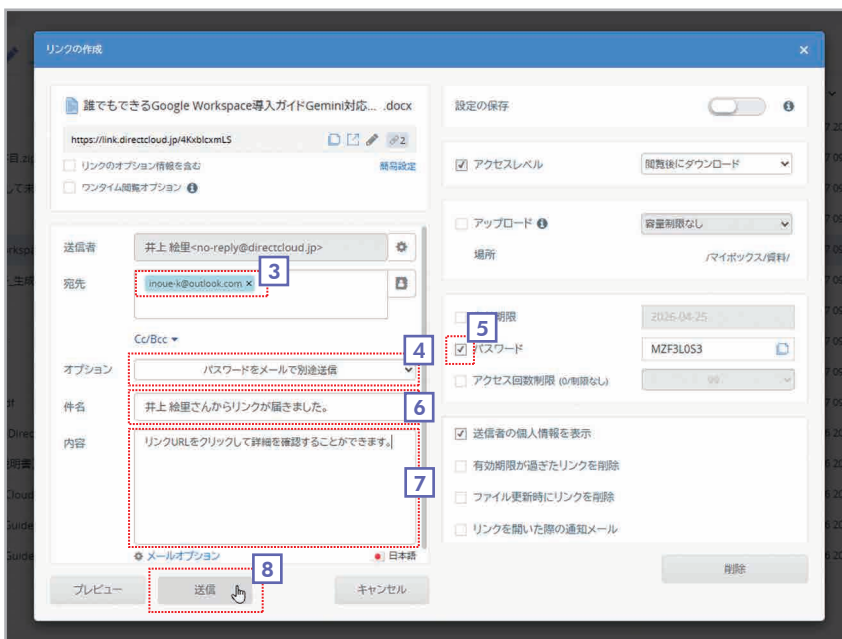 リンクの作成
×
誰でもできるGoogle Workspace導入ガイドGemini対応... .docx
https://link.directcloud.jp/4KxblcxmLS
2
リンクのオプション情報を含む
簡易設定
ワンタイム閲覧オプション
送信者
井上 絵里<no-reply@directcloud.jp>
3
宛先
inoue-k@outlook.com ×
Cc/Bcc
4
オプション
パスワードをメールで別途送信
件名
井上 絵里さんからリンクが届きました。
6
内容
リンクURLをクリックして詳細を確認することができます。
7
メールオプション
日本語
8
プレビュー
送信
キャンセル
設定の保存
アクセスレベル
閲覧後にダウンロード
アップロード
容量制限なし
場所
/マイボックス/資料/
5
期限
2026-04-25
パスワード
MZF3L0S3
アクセス回数制限 (0/制限なし)
99
送信者の個人情報を表示
有効期限が過ぎたリンクを削除
ファイル更新時にリンクを削除
リンクを開いた際の通知メール
削除